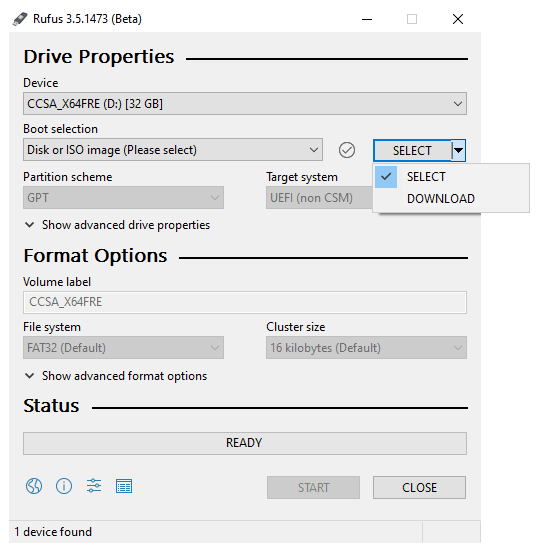 Rufus 3.5.1473 (Beta)
Drive Properties
Device
CCSA_X64FRE (D:) [32 GB]
Boot selection
Disk or ISO image (Please select)
SELECT
SELECT
DOWNLOAD
Partition scheme
Target system
GPT
UEFI (non CSM)
Show advanced drive properties
Format Options
Volume label
CCSA_X64FRE
File system
Cluster size
FAT32 (Default)
16 kilobytes (Default)
Show advanced format options
Status
READY
START
CLOSE
1 device found